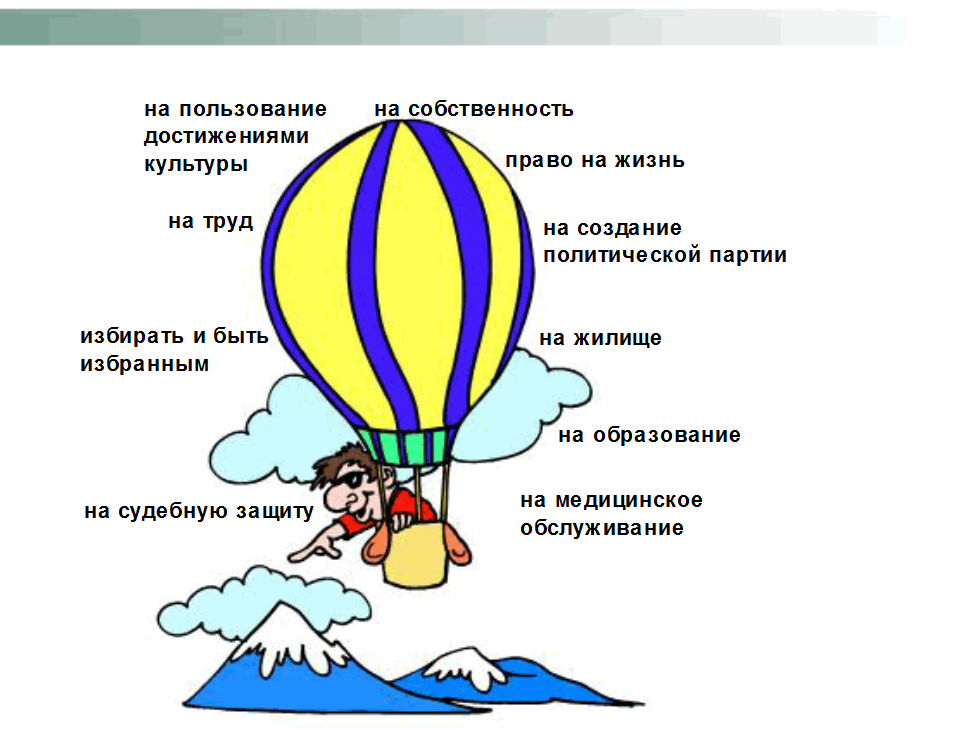 на пользование
достижениями
культуры
на собственность
право на жизнь
на труд
на создание
политической партии
избирать и быть
избранным
на жилище
на образование
на судебную защиту
на медицинское
обслуживание